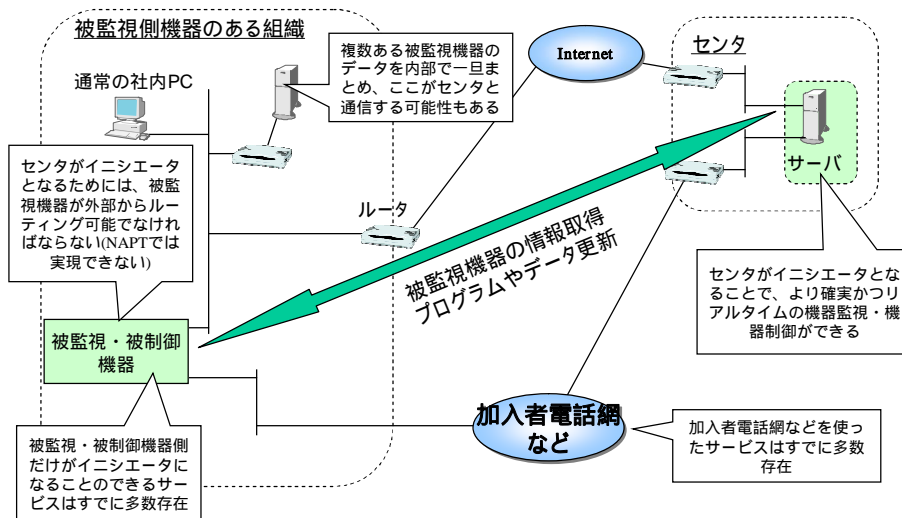 被監視側機器のある組織
通常の社内PC
複数ある被監視機器の
データを内部で一旦ま
とめ、ここがセンタと
通信する可能性もある
Internet
センタ
サーバ
センタがイニシエータ
となるためには、被監
視機器が外部からルー
ティング可能でなけれ
ばならない(NAPTでは
実現できない)
ルータ
被監視機器の情報取得
プログラムやデータ更新
センタがイニシエータとな
ることで、より確実かつリ
アルタイムの機器監視・機
器制御ができる
被監視・被制御
機器
被監視・被制御機器側
だけがイニシエータに
なることのできるサー
ビスはすでに多数存在
加入者電話網
など
加入者電話網などを使っ
たサービスはすでに多数
存在